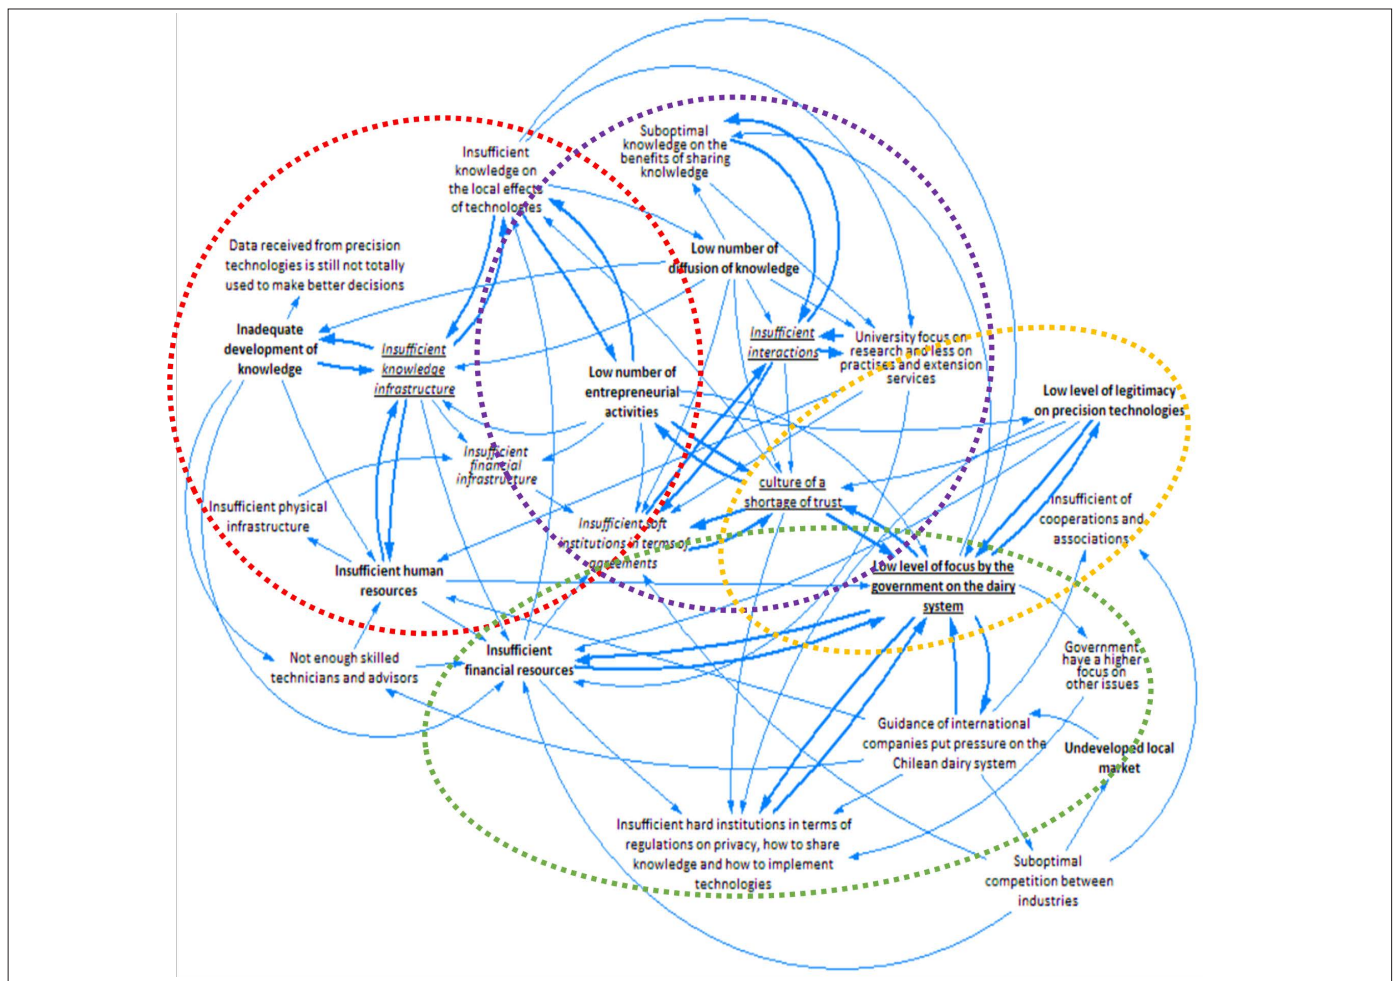 Suboptimal
knowledge on the
benefits of sharing
knolwledge
Insufficient
knowledge on
the local effects
of technologies
Data received from precision
technologies is still not totally
used to make better decisions
Low number of
diffusion of knowledge
Inadequate
development of
knowledge
Insufficient
knowledge
infrastructure
Insufficient
interactions
University focus on
research and less on
practises and extension
services
Low number of
entrepreneurial
activities
Low level of legitimacy
on precision technologies
Insufficient
financial
infrastructure
culture of a
shortage of trust
Insufficient physical
infrastructure
Insufficient soft
institutions in terms of
agreements
Insufficient of
cooperations and
associations
Insufficient human
resources
Low level of focus by the
government on the dairy
system
Not enough skilled
technicians and advisors
Insufficient
financial resources
Government
have a higher
focus on
other issues
Guidance of international
companies put pressure on the
Chilean dairy system
Undeveloped local
market
Insufficient hard institutions in terms of
regulations on privacy, how to share
knowledge and how to implement
technologies
Suboptimal
competition between
industries